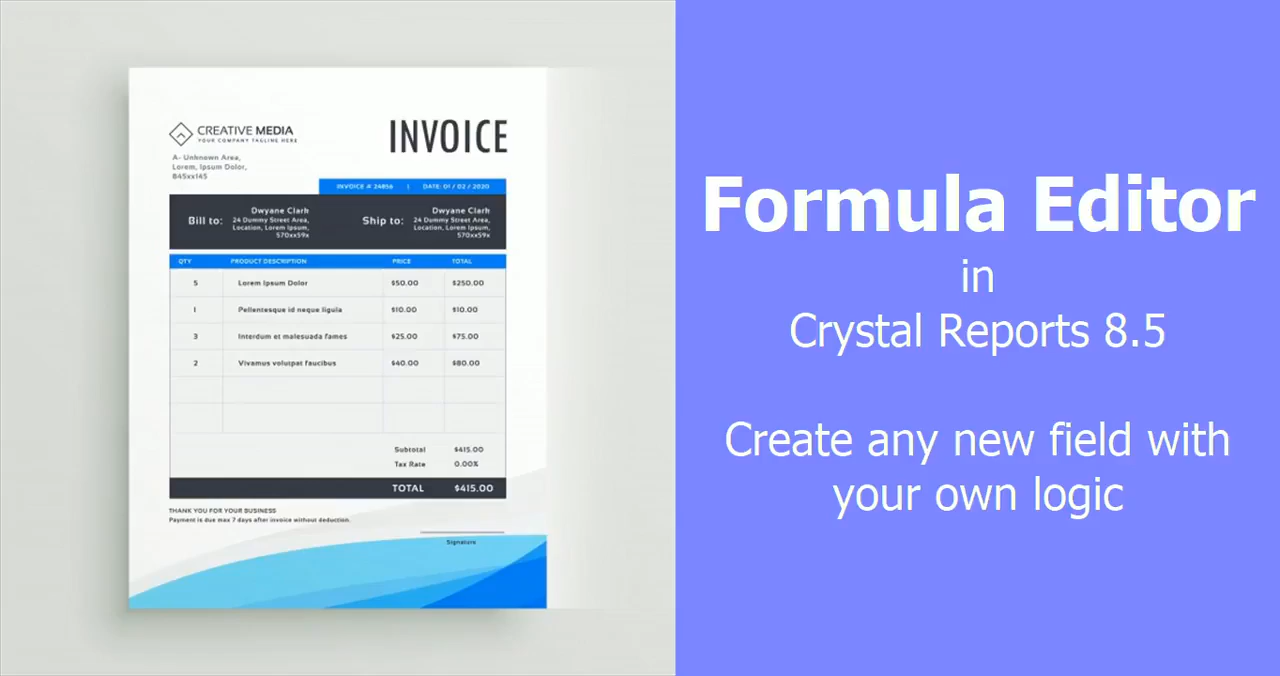 CREATIVE MEDIA
YOUR COMPANY TAGLINE HERE
A- Unknown Area,
Lorem, Ipsum Dolor,
845xx145
INVOICE
INVOICE # 24856 | DATE: 01 / 02 / 2020
Bill to:
Dwyane Clark
24 Dummy Street Area,
Location, Lorem Ipsum,
570xx59x
Ship to:
Dwyane Clark
24 Dummy Street Area,
Location, Lorem Ipsum,
570xx59x
QTY PRODUCT DESCRIPTION PRICE TOTAL
5 Lorem Ipsum Dolor $50.00 $250.00
1 Pellentesque id neque ligula $10.00 $10.00
3 Interdum et malesuada fames $25.00 $75.00
2 Vivamus volutpat faucibus $40.00 $80.00
Subtotal $415.00
Tax Rate 0.00%
TOTAL $415.00
THANK YOU FOR YOUR BUSINESS
Payment is due max 7 days after invoice without deduction.
Signature
Formula Editor
in
Crystal Reports 8.5
Create any new field with
your own logic